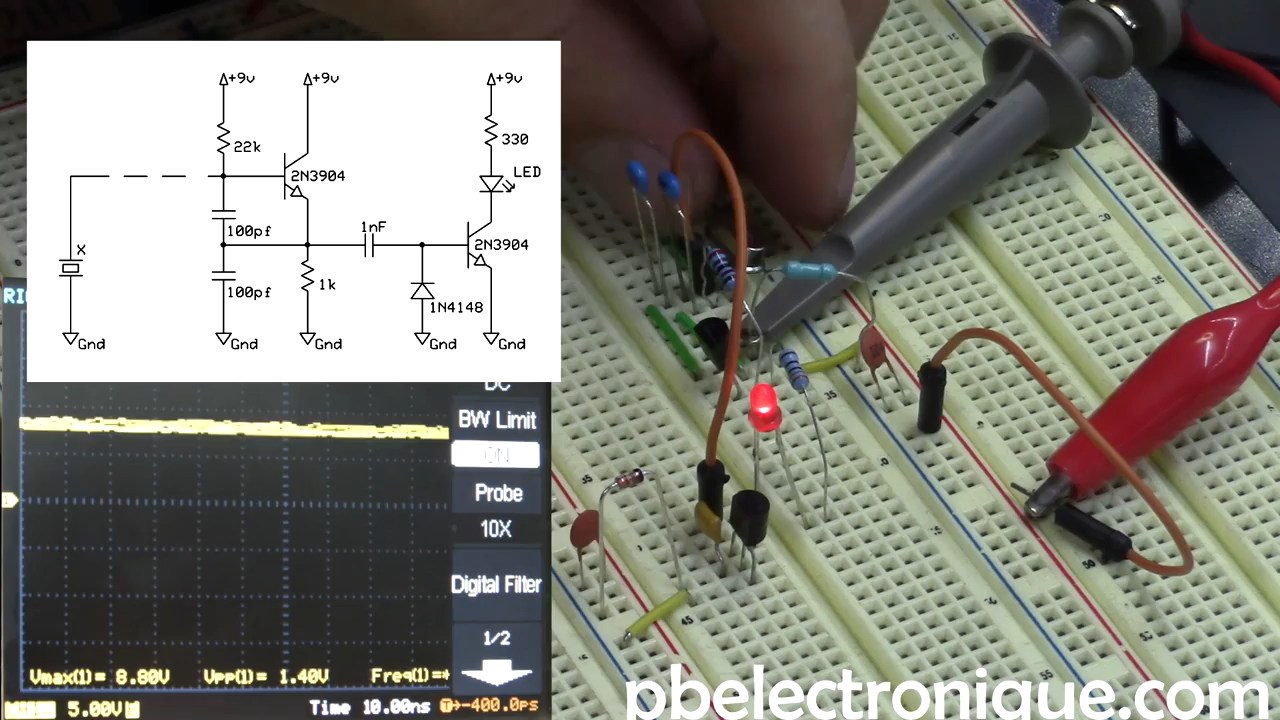 +9v +9v +9v
22k
330
2N3904
LED
100pf
1nF
2N3904
X
100pf
1k
1N4148
Gnd Gnd Gnd Gnd Gnd
DC
BW Limit
ON
Probe
10X
Digital Filter
1/2
Vmax(1)= 8.80V Vpp(1)= 1.40V Freq(1)=*
5.00V Time 10.00ns T→-400.0ps
pbelectronique.com